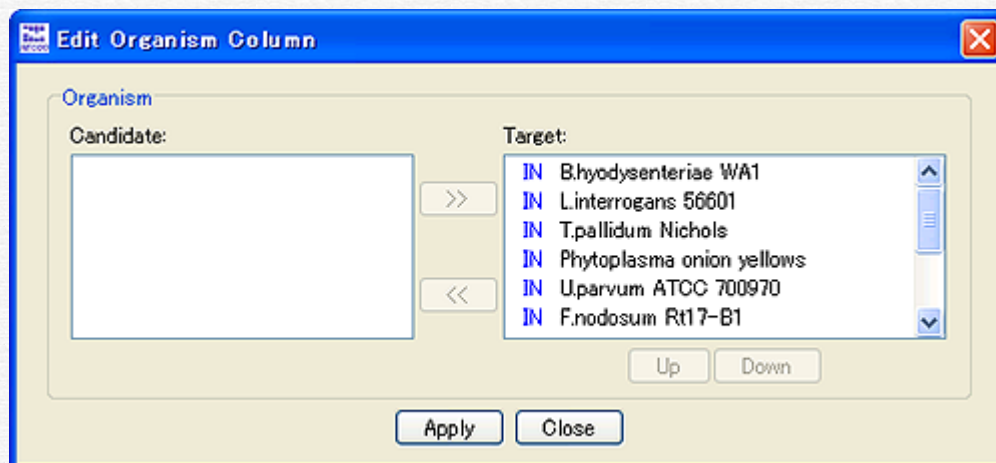 Edit Organism Column
Organism
Candidate:
Target:
IN B.hyodysenteriae WA1
IN L.interrogans 56601
IN T.pallidum Nichols
IN Phytoplasma onion yellows
IN U.parvum ATCC 700970
IN F.nodosum Rt17-B1
>>
<<
Up Down
Apply Close